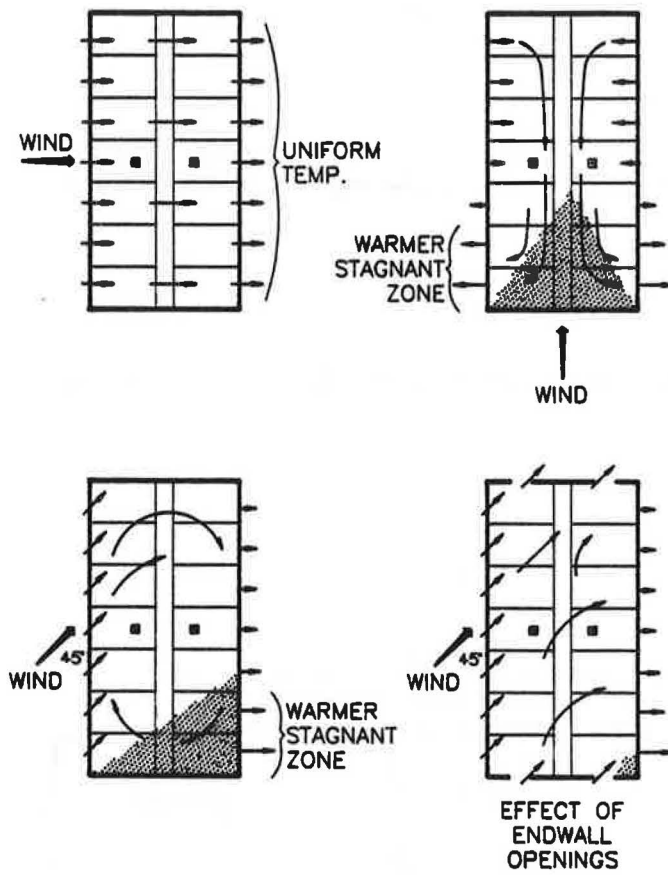 WIND
UNIFORM
TEMP.
WARMER
STAGNANT
ZONE
WIND
45°
WIND
WARMER
STAGNANT
ZONE
45°
WIND
EFFECT OF
ENDWALL
OPENINGS